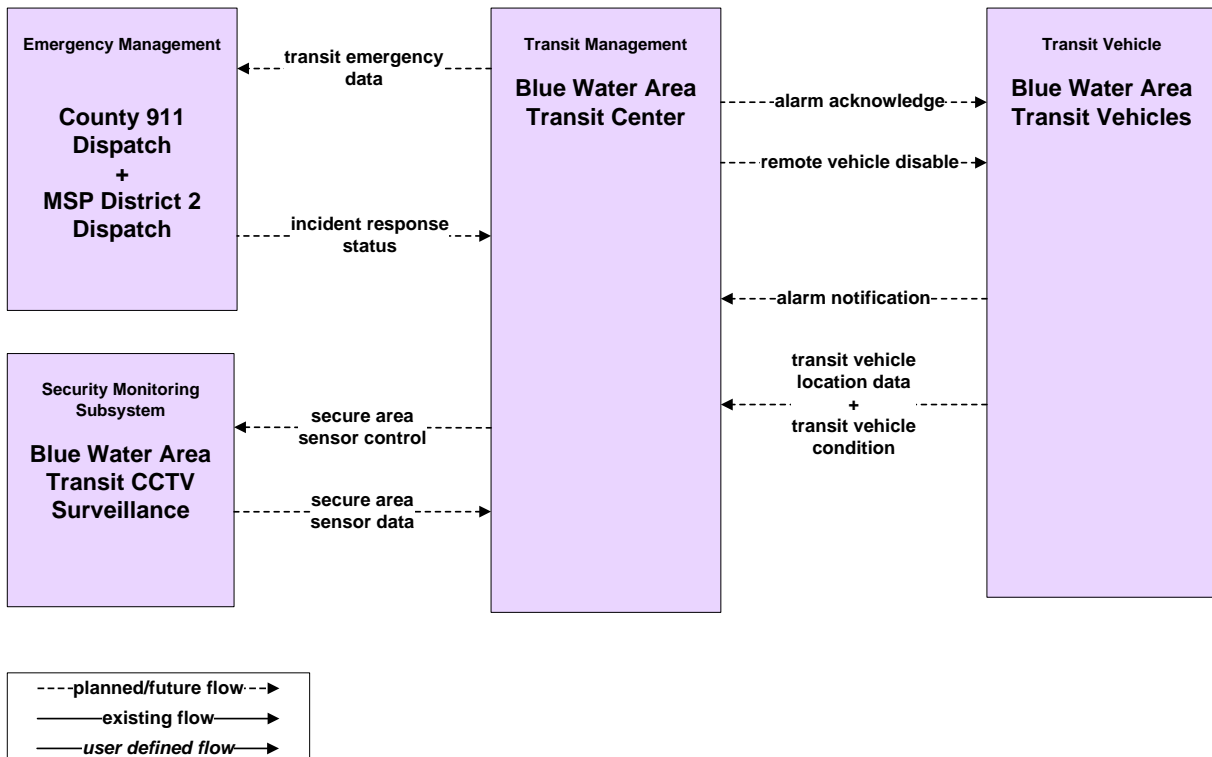 Emergency Management
County 911
Dispatch
+
MSP District 2
Dispatch
transit emergency
data
incident response
status
Security Monitoring
Subsystem
Blue Water Area
Transit CCTV
Surveillance
secure area
sensor control
secure area
sensor data
Transit Management
Blue Water Area
Transit Center
alarm acknowledge
remote vehicle disable
alarm notification
transit vehicle
location data
+
transit vehicle
condition
Transit Vehicle
Blue Water Area
Transit Vehicles
planned/future flow
existing flow
user defined flow